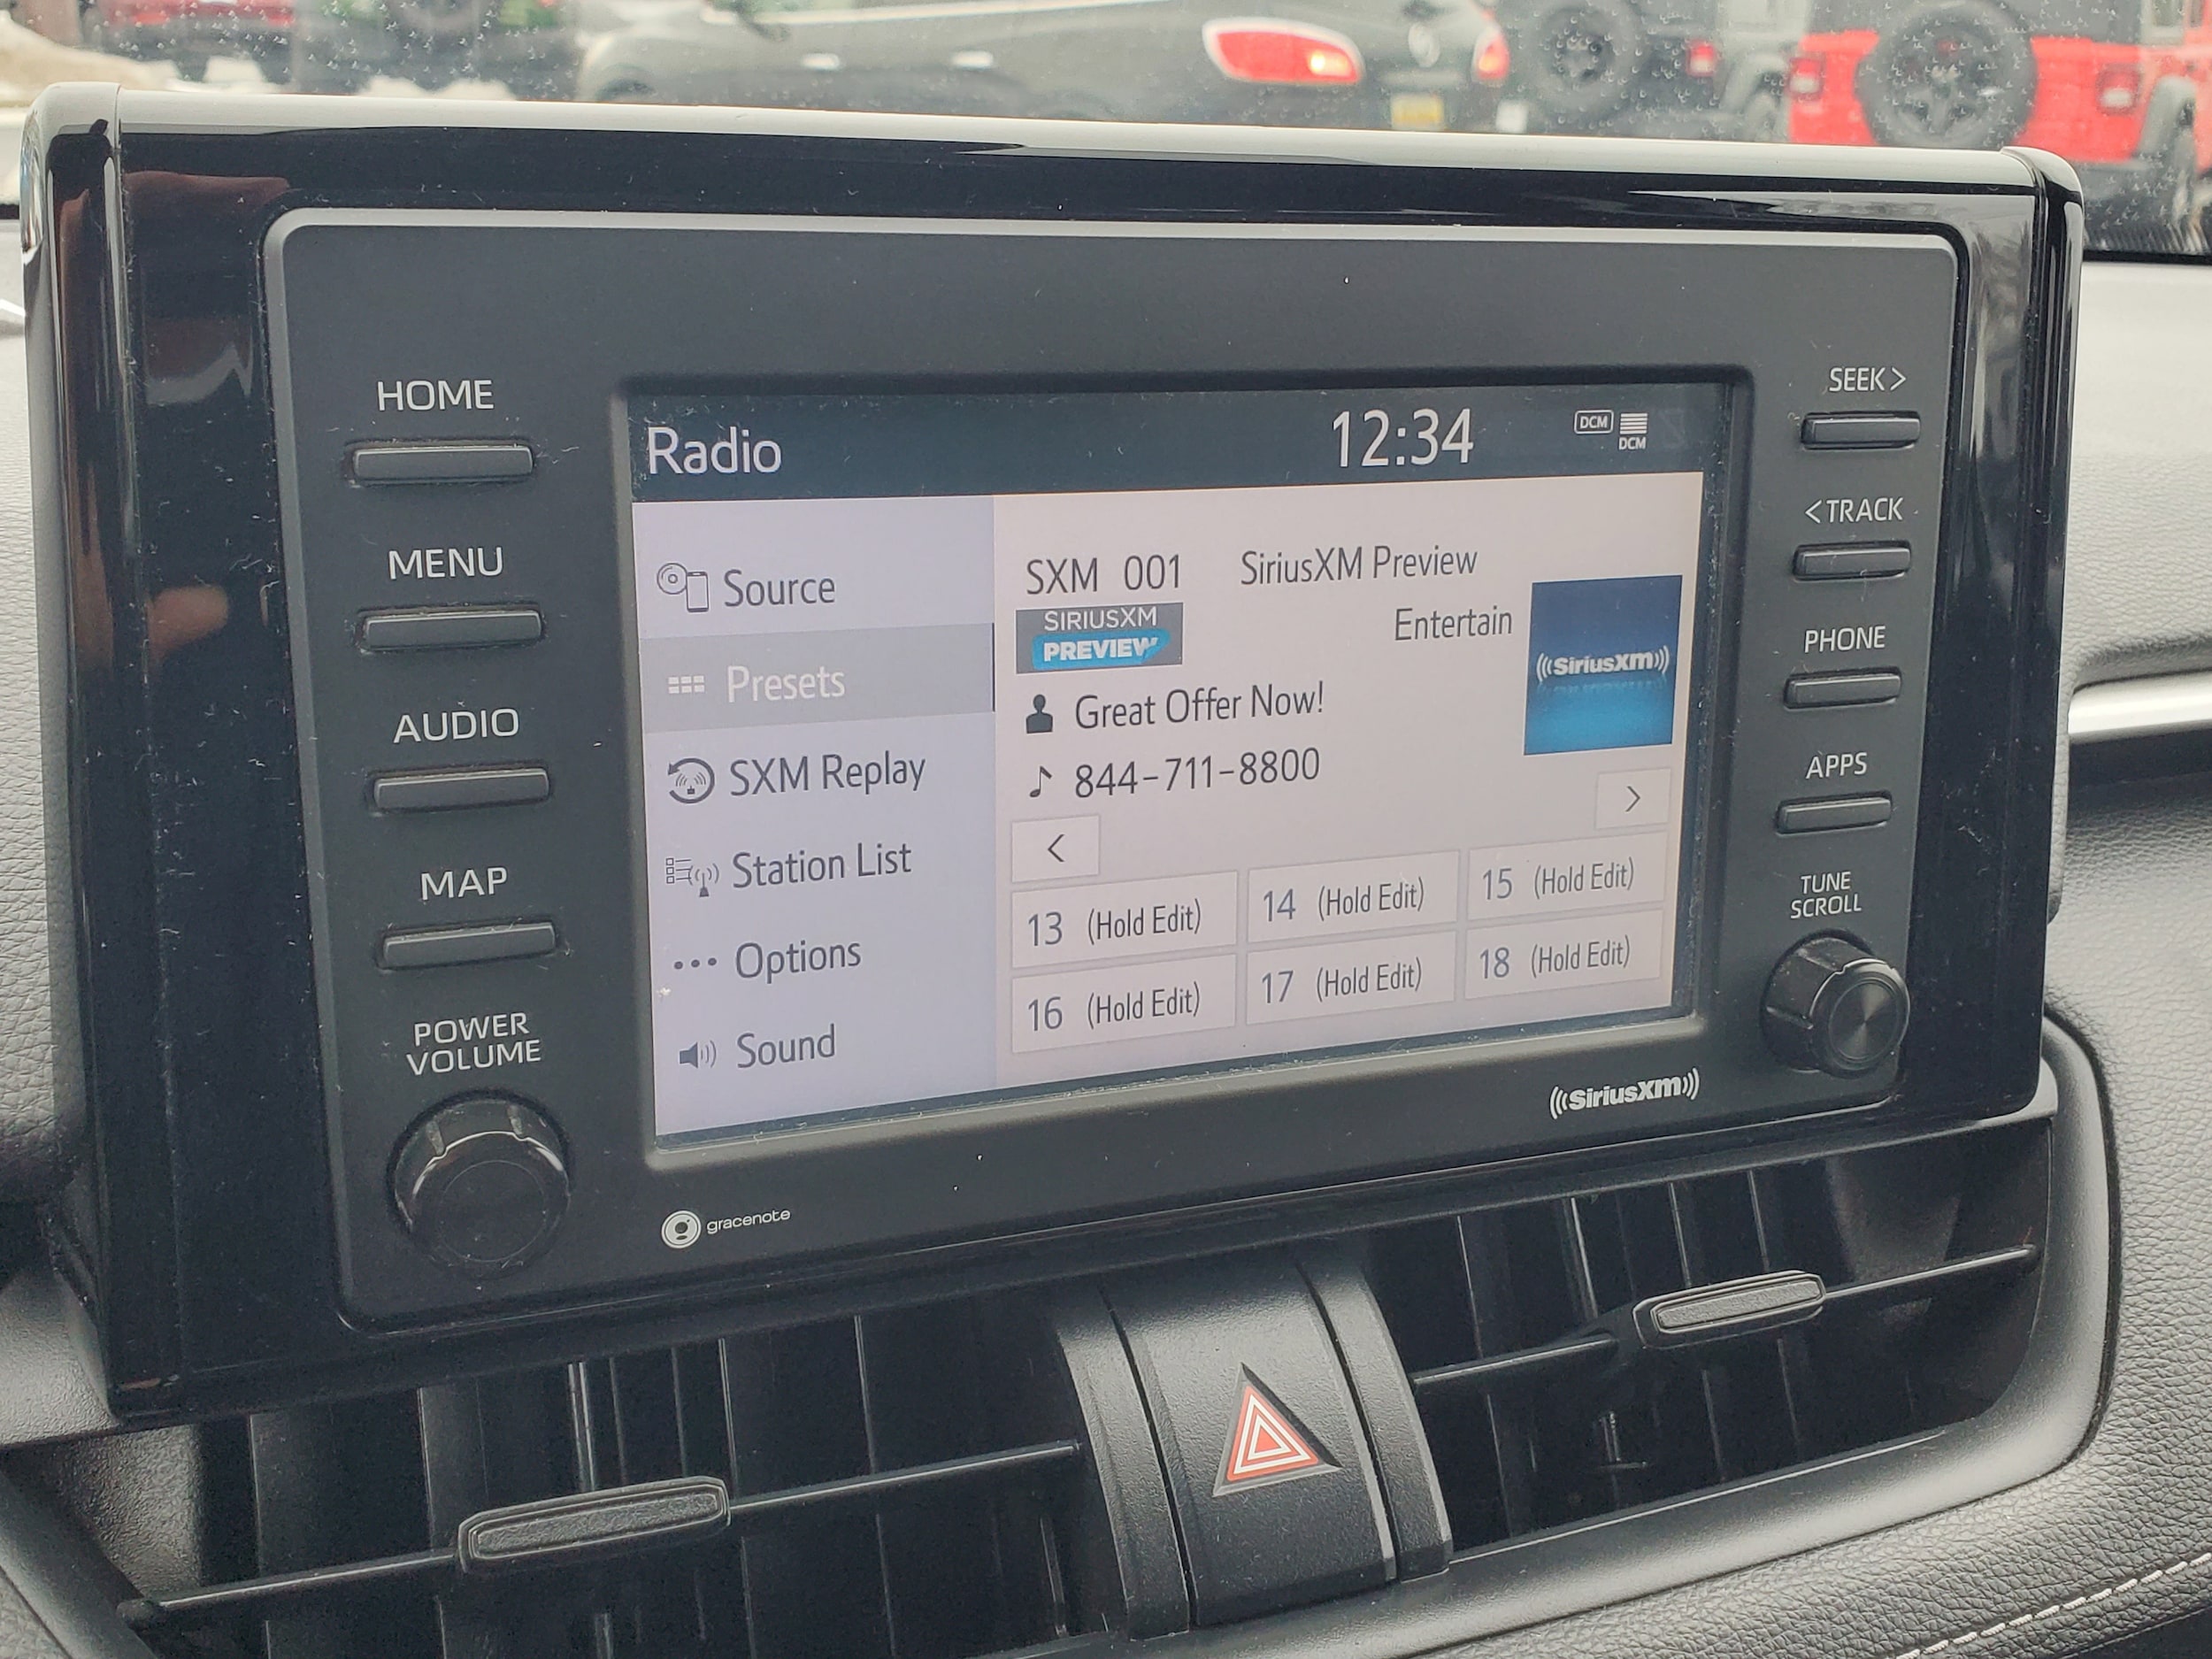 HOME
MENU
AUDIO
MAP
POWER
VOLUME
Radio
12:34
DCM
DCM
Source
Presets
SXM Replay
Station List
Options
Sound
SXM 001 SiriusXM Preview
SIRIUSXM
PREVIEW
Entertain
((SiriusXM))
Great Offer Now!
844-711-8800
<
>
13 (Hold Edit)
14 (Hold Edit)
15 (Hold Edit)
16 (Hold Edit)
17 (Hold Edit)
18 (Hold Edit)
SEEK >
< TRACK
PHONE
APPS
TUNE
SCROLL
gracenote
((SiriusXM))